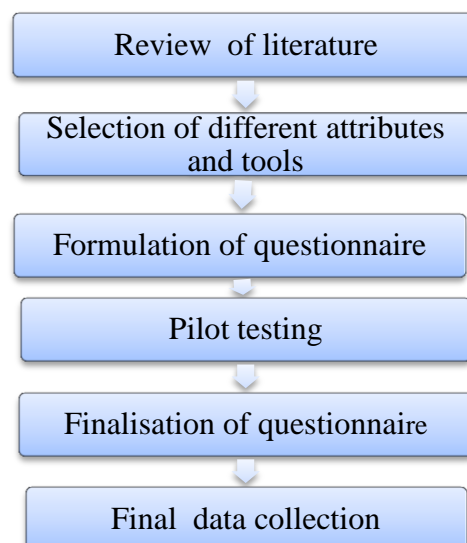 Review of literature
Selection of different attributes
and tools
Formulation of questionnaire
Pilot testing
Finalisation of questionnaire
Final data collection